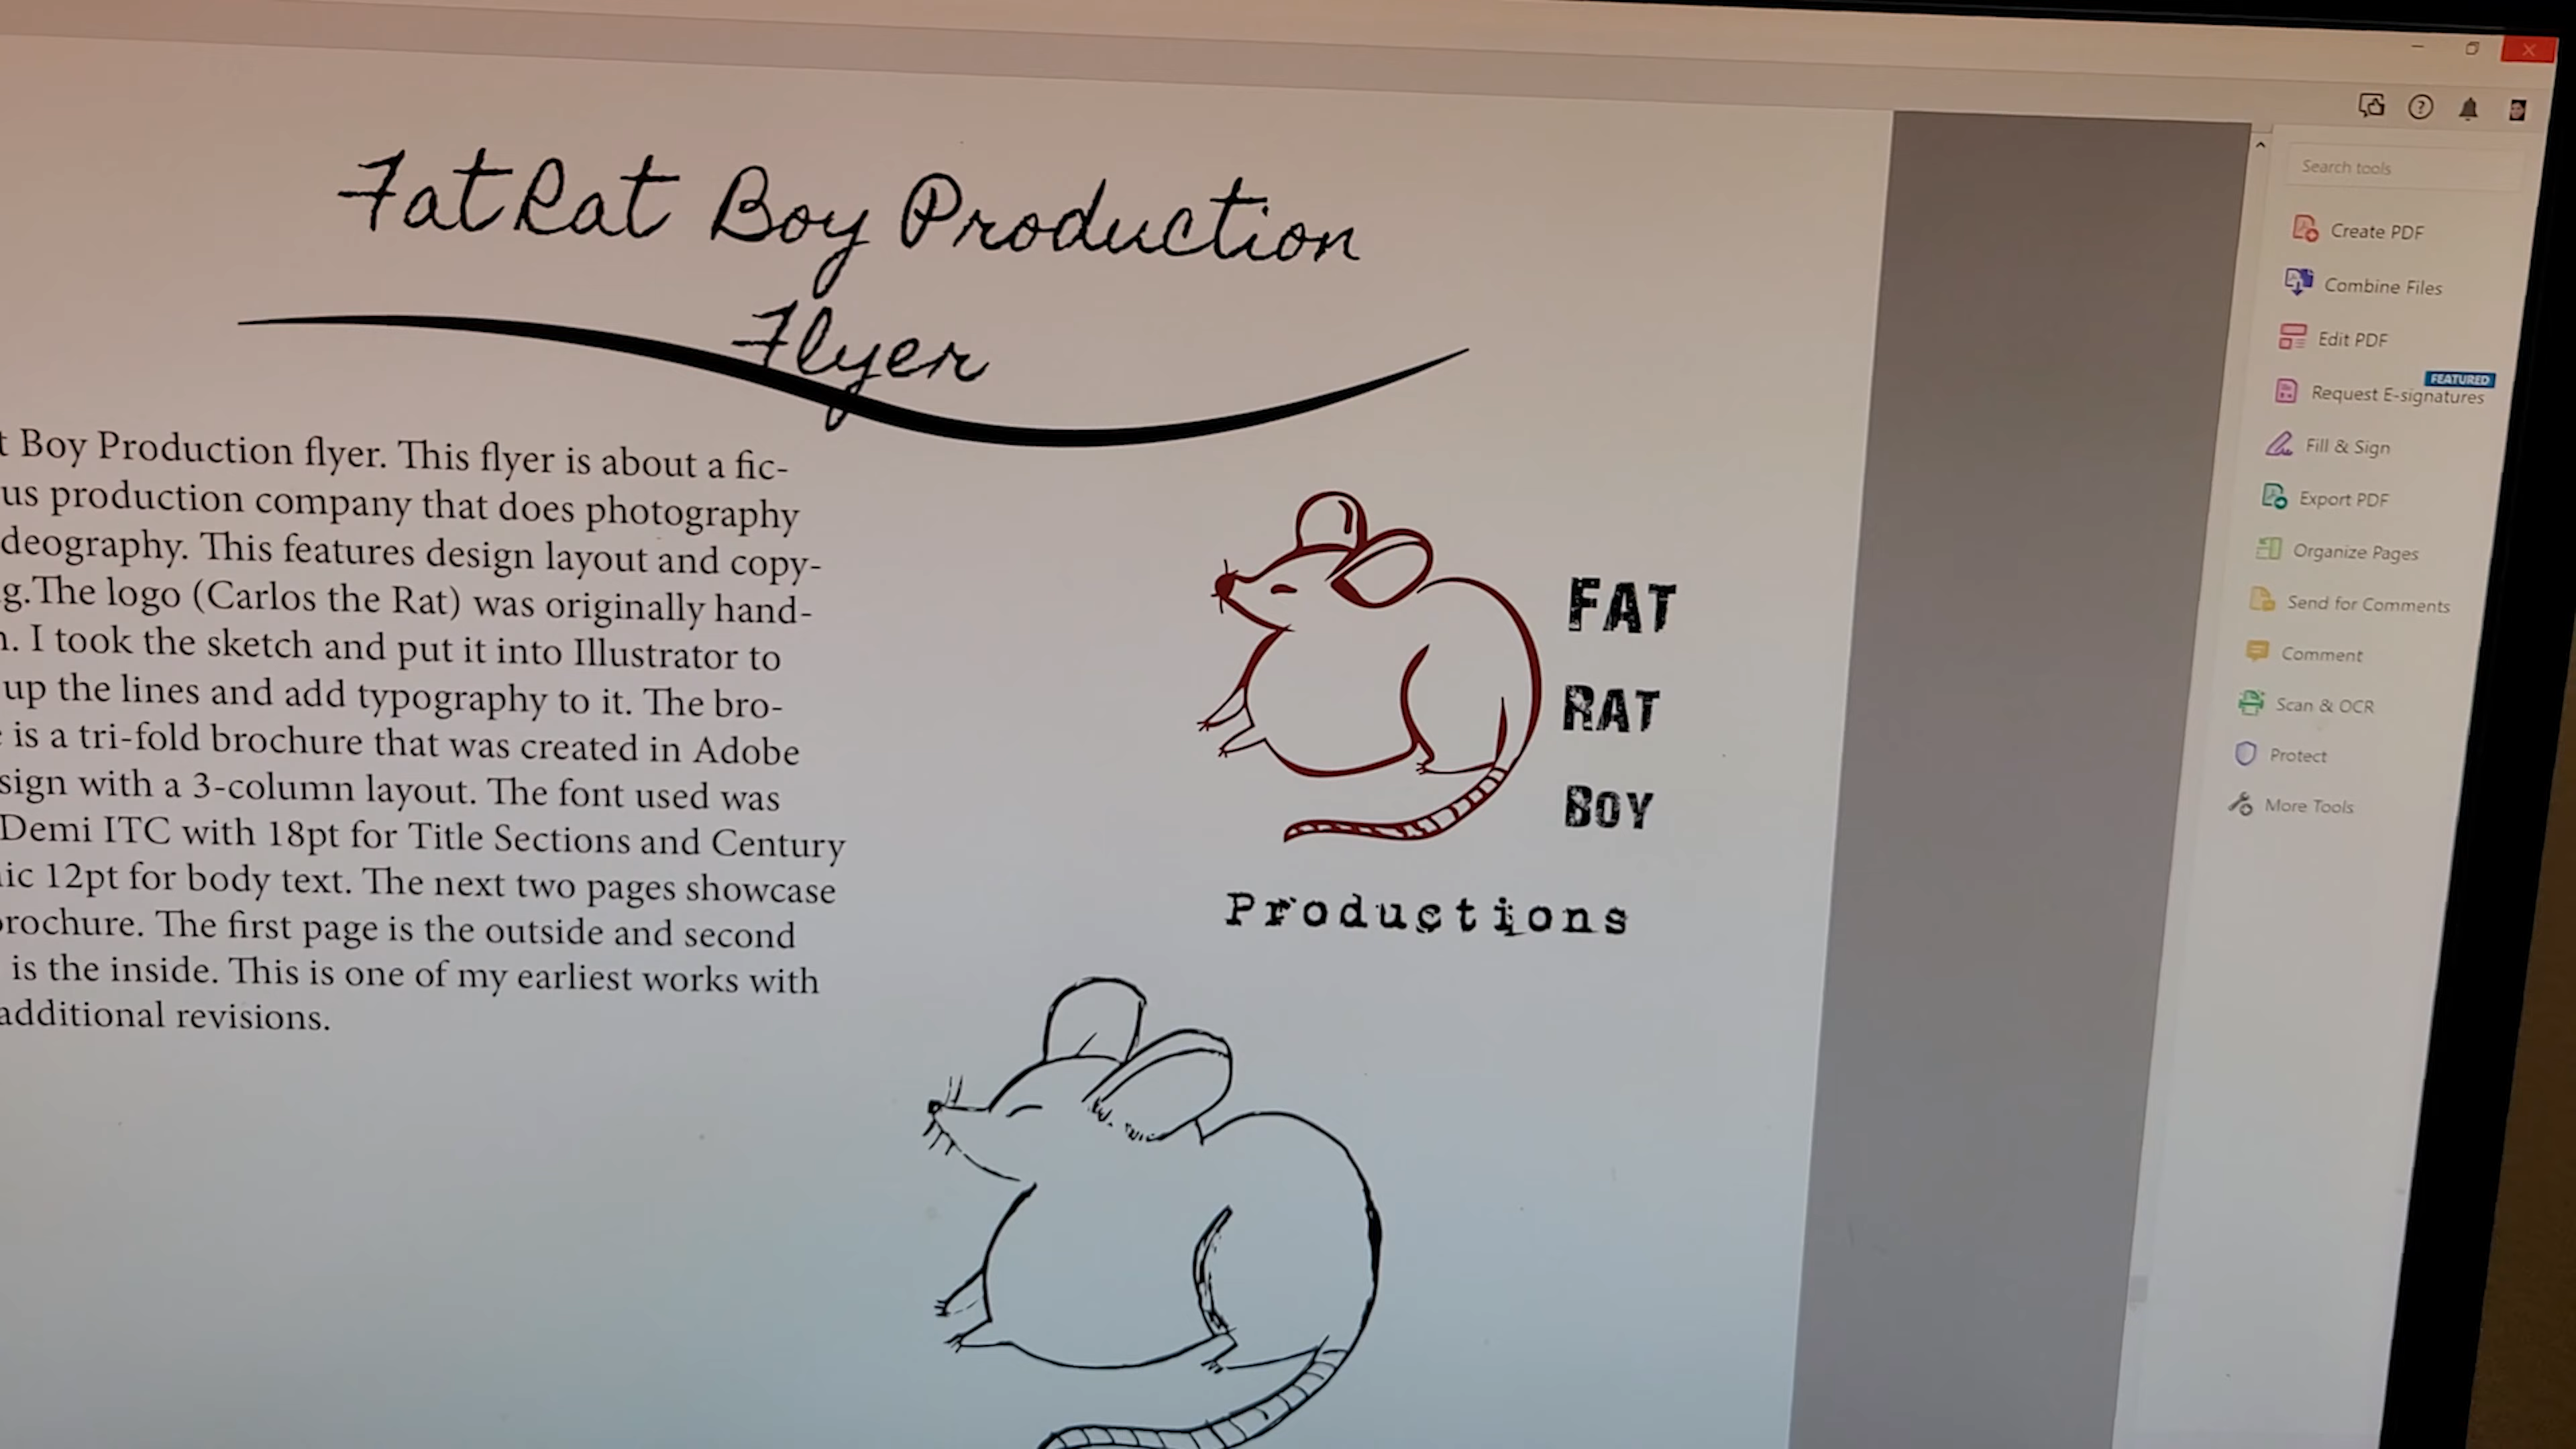 FatRat Boy Production
Flyer
t Boy Production flyer. This flyer is about a fic-
us production company that does photography
deography. This features design layout and copy-
g.The logo (Carlos the Rat) was originally hand-
n. I took the sketch and put it into Illustrator to
up the lines and add typography to it. The bro-
e is a tri-fold brochure that was created in Adobe
sign with a 3-column layout. The font used was
Demi ITC with 18pt for Title Sections and Century
ic 12pt for body text. The next two pages showcase
brochure. The first page is the outside and second
is the inside. This is one of my earliest works with
additional revisions.
FAT
RAT
BOY
Productions
Search tools
Create PDF
Combine Files
Edit PDF
FEATURED
Request E-signatures
Fill & Sign
Export PDF
Organize Pages
Send for Comments
Comment
Scan & OCR
Protect
More Tools